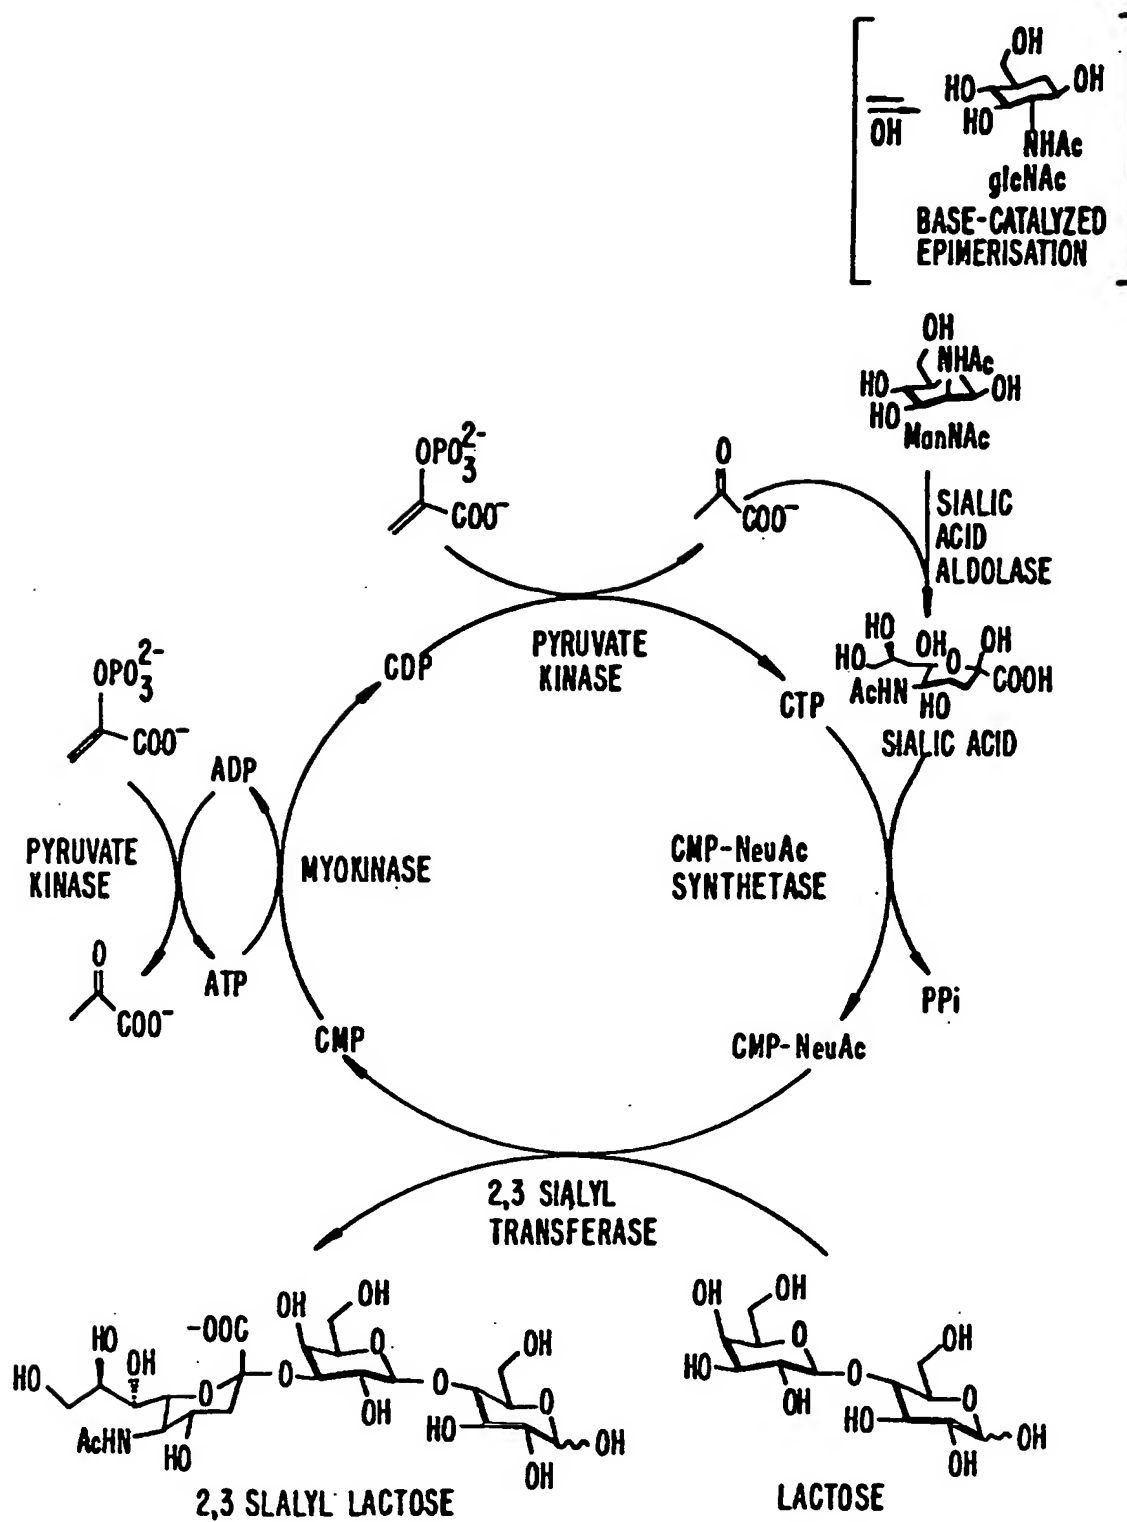 OH
HO
OH
HO
OH
NHAc
glcNAc
BASE-CATALYZED
EPIMERISATION
OH
NHAc
HO
OH
HO
ManNAc
OPO3^2-
COO-
O
COO-
SIALIC
ACID
ALDOLASE
HO
OH
OH
HO
O
COOH
AcHN
HO
SIALIC ACID
PYRUVATE
KINASE
CDP
CTP
OPO3^2-
COO-
ADP
PYRUVATE
KINASE
MYOKINASE
CMP-NeuAc
SYNTHETASE
O
COO-
ATP
PPi
CMP
CMP-NeuAc
2,3 SIALYL
TRANSFERASE
OH
OH
-OOC
HO
OH
HO
O
O
O
O
OH
OH
AcHN
HO
HO
O
OH
OH
2,3 SLALYL LACTOSE
OH
OH
O
HO
O
OH
OH
HO
O
OH
OH
LACTOSE